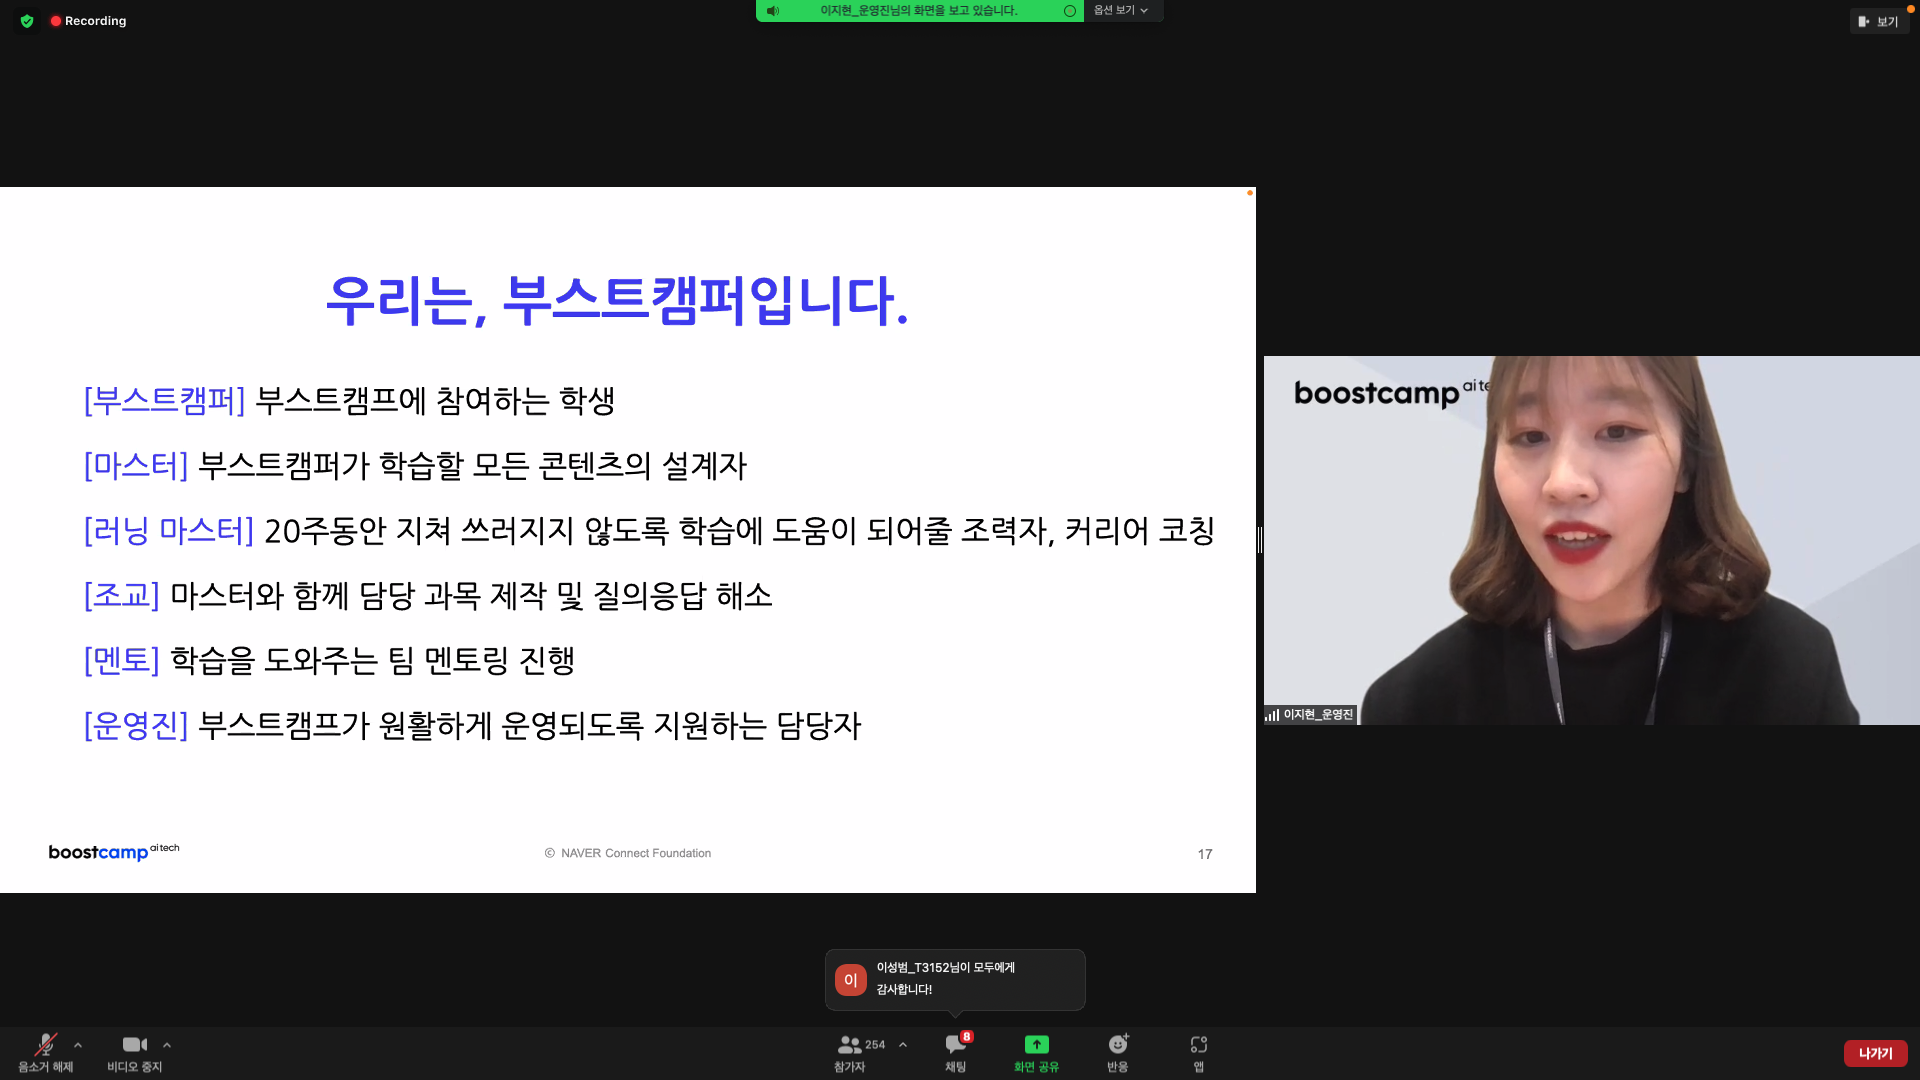 Recording
이지현_운영진님의 화면을 보고 있습니다.
옵션 보기
보기
우리는, 부스트캠퍼입니다.
[부스트캠퍼] 부스트캠프에 참여하는 학생
[마스터] 부스트캠퍼가 학습할 모든 콘텐츠의 설계자
[러닝 마스터] 20주동안 지쳐 쓰러지지 않도록 학습에 도움이 되어줄 조력자, 커리어 코칭
[조교] 마스터와 함께 담당 과목 제작 및 질의응답 해소
[멘토] 학습을 도와주는 팀 멘토링 진행
[운영진] 부스트캠프가 원활하게 운영되도록 지원하는 담당자
boostcamp ai tech
© NAVER Connect Foundation
17
boostcamp ai te
이지현_운영진
이
이성범_T3152님이 모두에게
감사합니다!
음소거 해제
비디오 중지
254
참가자
8
채팅
화면 공유
반응
앱
나가기